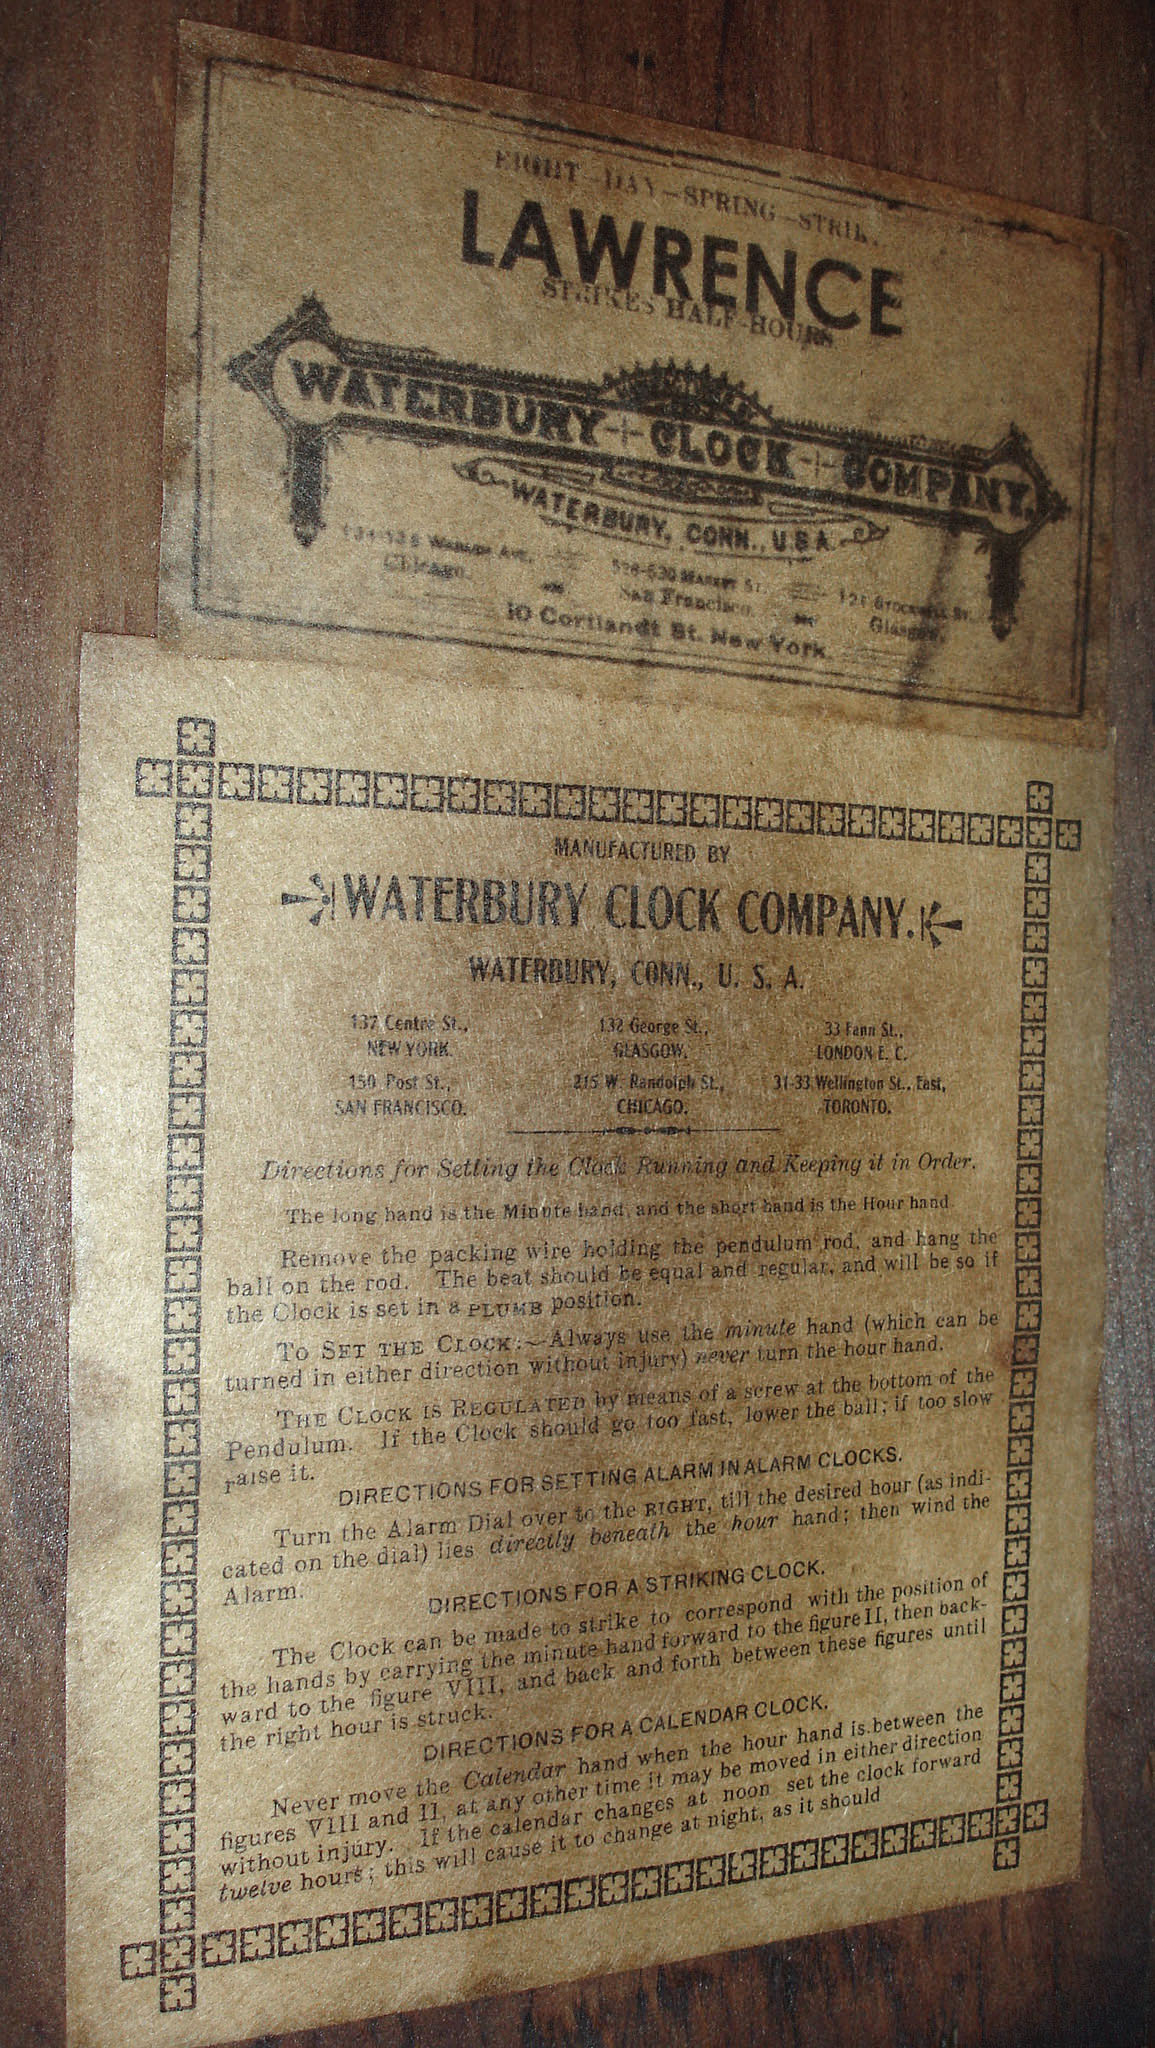 EIGHT-DAY-SPRING-STRIK
LAWRENCE
STRIKES HALF-HOURS
WATERBURY CLOCK COMPANY.
WATERBURY, CONN., U.S.A.
WABASH AVE. MARKET ST. STOCKWELL ST.
Chicago. San Francisco. Glasgow.
10 Cortlandt St. New York.
MANUFACTURED BY
WATERBURY CLOCK COMPANY.
WATERBURY, CONN., U. S. A.
137 Centre St., 132 George St., 33 Fann St.,
NEW YORK. GLASGOW. LONDON E. C.
150 Post St., 215 W. Randolph St., 31-33 Wellington St., East,
SAN FRANCISCO. CHICAGO. TORONTO.
Directions for Setting the Clock Running and Keeping it in Order.
The long hand is the Minute hand, and the short hand is the Hour hand
Remove the packing wire holding the pendulum rod, and hang the
ball on the rod. The beat should be equal and regular, and will be so if
the Clock is set in a PLUMB position.
TO SET THE CLOCK:—Always use the minute hand (which can be
turned in either direction without injury) never turn the hour hand.
THE CLOCK IS REGULATED by means of a screw at the bottom of the
Pendulum. If the Clock should go too fast, lower the ball; if too slow
raise it.
DIRECTIONS FOR SETTING ALARM IN ALARM CLOCKS.
Turn the Alarm Dial over to the RIGHT, till the desired hour (as indi-
cated on the dial) lies directly beneath the hour hand; then wind the
Alarm.
DIRECTIONS FOR A STRIKING CLOCK.
The Clock can be made to strike to correspond with the position of
the hands by carrying the minute hand forward to the figure II, then back-
ward to the figure VIII, and back and forth between these figures until
the right hour is struck.
DIRECTIONS FOR A CALENDAR CLOCK.
Never move the Calendar hand when the hour hand is between the
figures VIII and II, at any other time it may be moved in either direction
without injury. If the calendar changes at noon set the clock forward
twelve hours; this will cause it to change at night, as it should